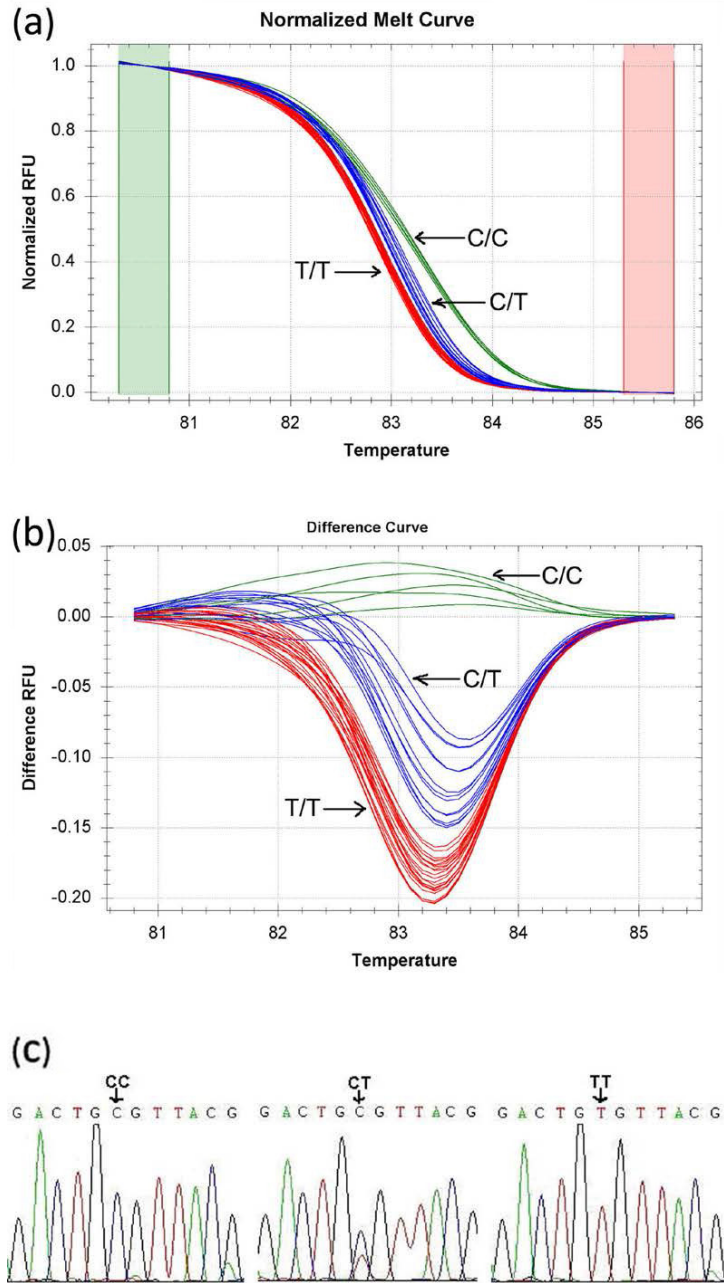 (a)
Normalized Melt Curve
Normalized RFU
1.0
0.8
0.6
0.4
0.2
0.0
C/C
T/T
C/T
81 82 83 84 85 86
Temperature
(b)
Difference Curve
Difference RFU
0.05
0.00
-0.05
-0.10
-0.15
-0.20
C/C
C/T
T/T
81 82 83 84 85
Temperature
(c)
CC CT TT
G A C T G C G T T A C G G A C T G C G T T A C G G A C T G T G T T A C G